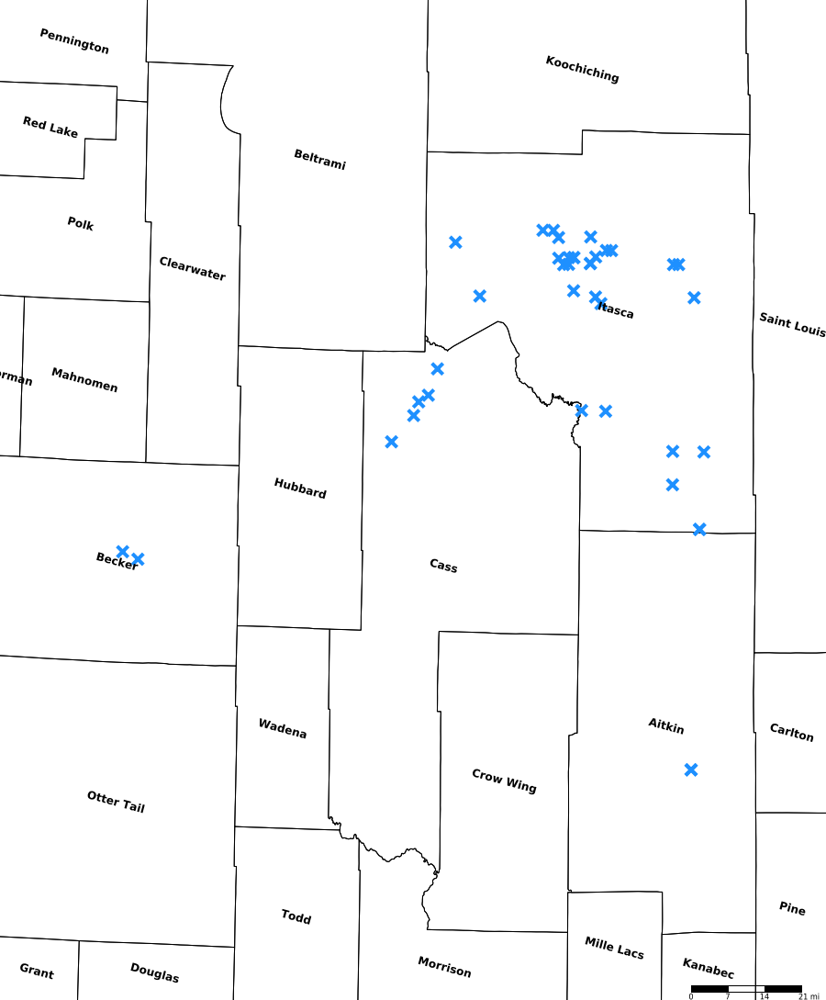 Pennington
Koochiching
Red Lake
Beltrami
Polk
Clearwater
Itasca
Saint Louis
rman
Mahnomen
Hubbard
Becker
Cass
Wadena
Aitkin
Carlton
Crow Wing
Otter Tail
Pine
Todd
Mille Lacs
Grant
Douglas
Morrison
Kanabec
0 7 14 21 mi